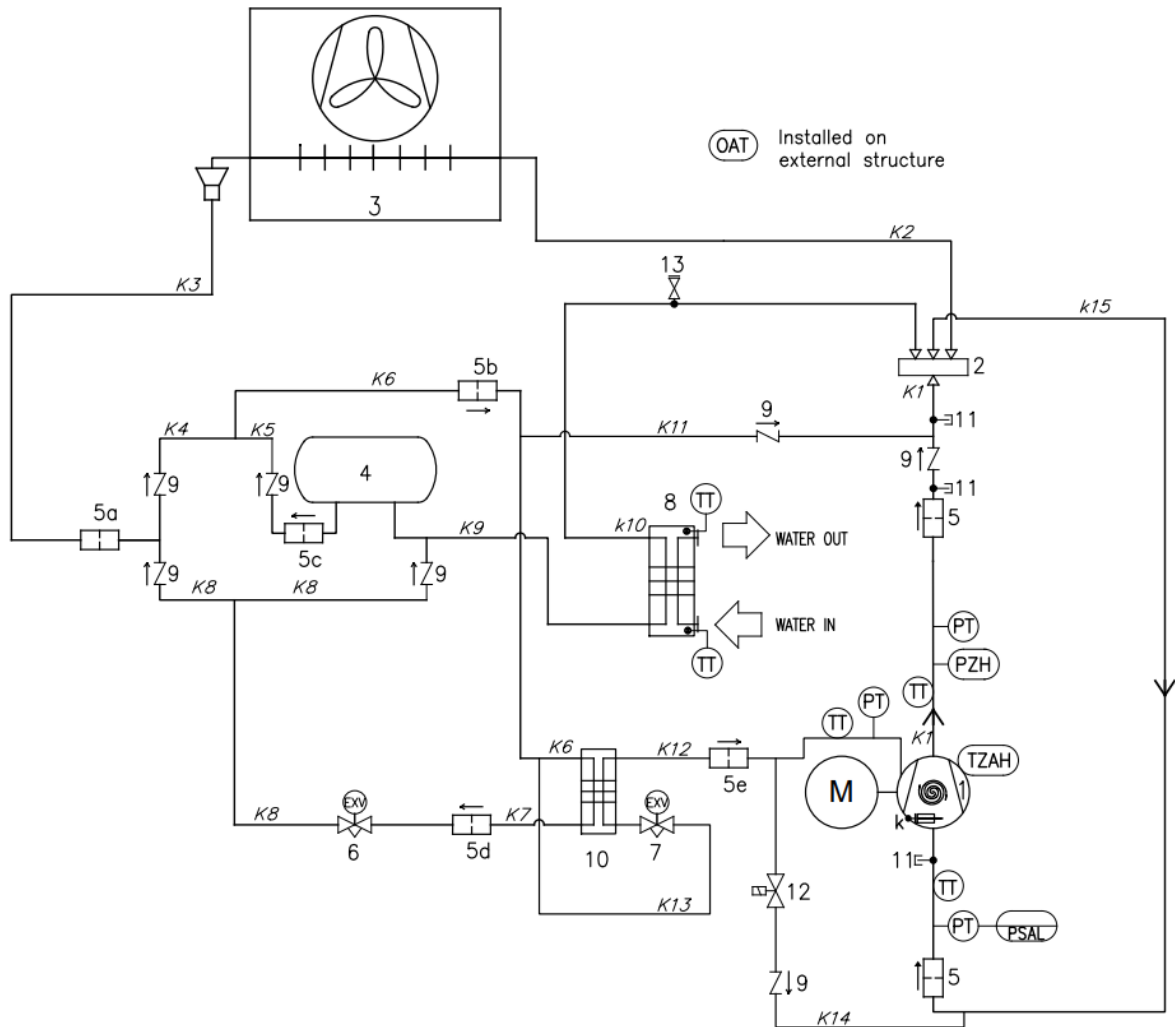 OAT
Installed on
external structure
3
K2
13
K3
k15
5b
2
K6
K1
9
11
K4
K5
K11
4
9
9
9
8
TT
11
5a
5c
K9
k10
5
WATER OUT
9
9
K8
K8
WATER IN
PT
TT
PZH
TT
PT
TT
K1
K6
K12
TZAH
5e
M
1
EXV
EXV
k
K8
K7
6
5d
10
7
11
TT
12
K13
PT
PSAL
9
5
K14